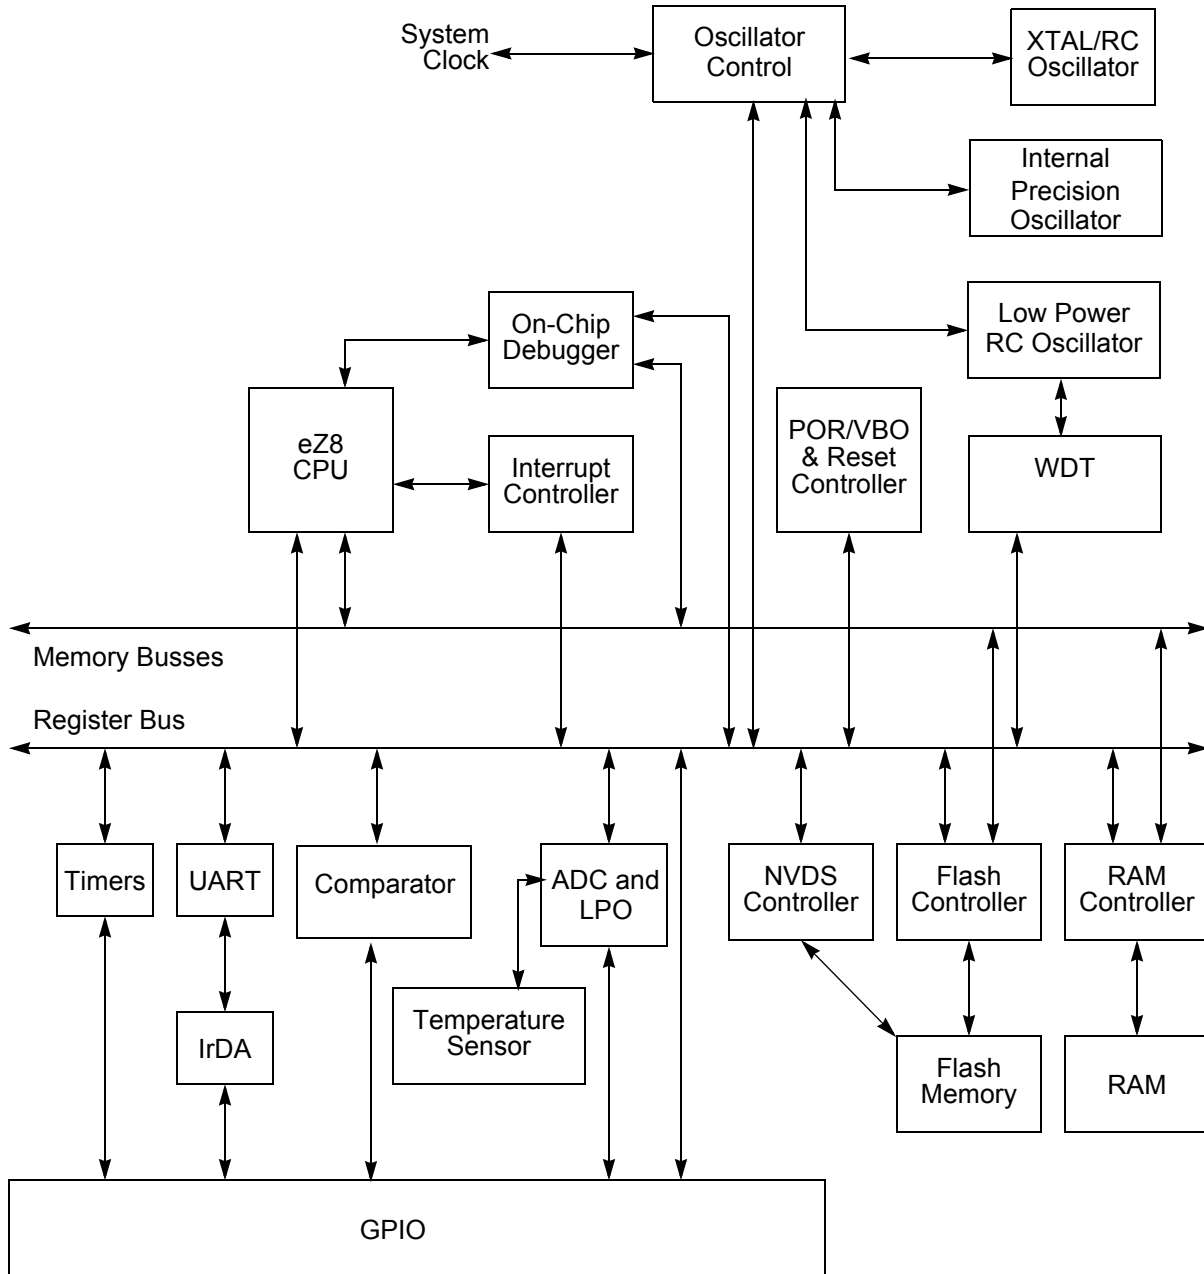 System
Clock
Oscillator
Control
XTAL/RC
Oscillator
Internal
Precision
Oscillator
Low Power
RC Oscillator
On-Chip
Debugger
eZ8
CPU
Interrupt
Controller
POR/VBO
& Reset
Controller
WDT
Memory Busses
Register Bus
Timers
UART
Comparator
ADC and
LPO
NVDS
Controller
Flash
Controller
RAM
Controller
Temperature
Sensor
IrDA
Flash
Memory
RAM
GPIO